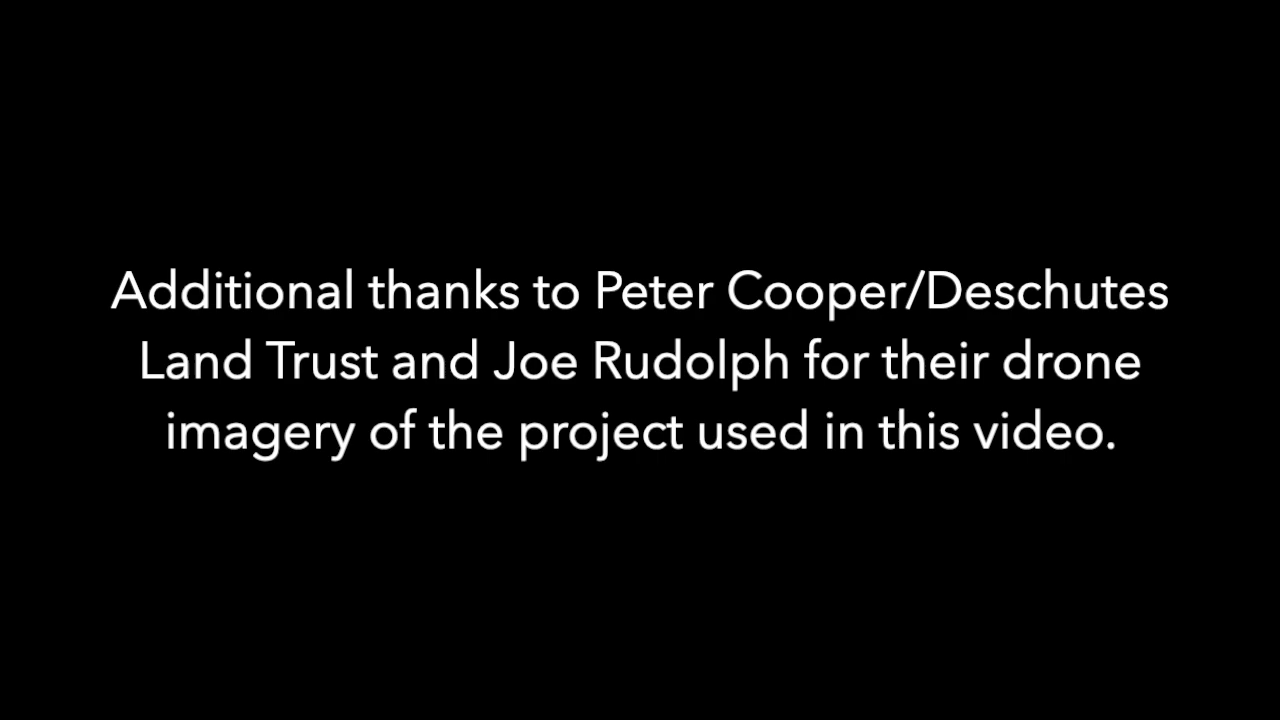 Additional thanks to Peter Cooper/Deschutes
Land Trust and Joe Rudolph for their drone
imagery of the project used in this video.